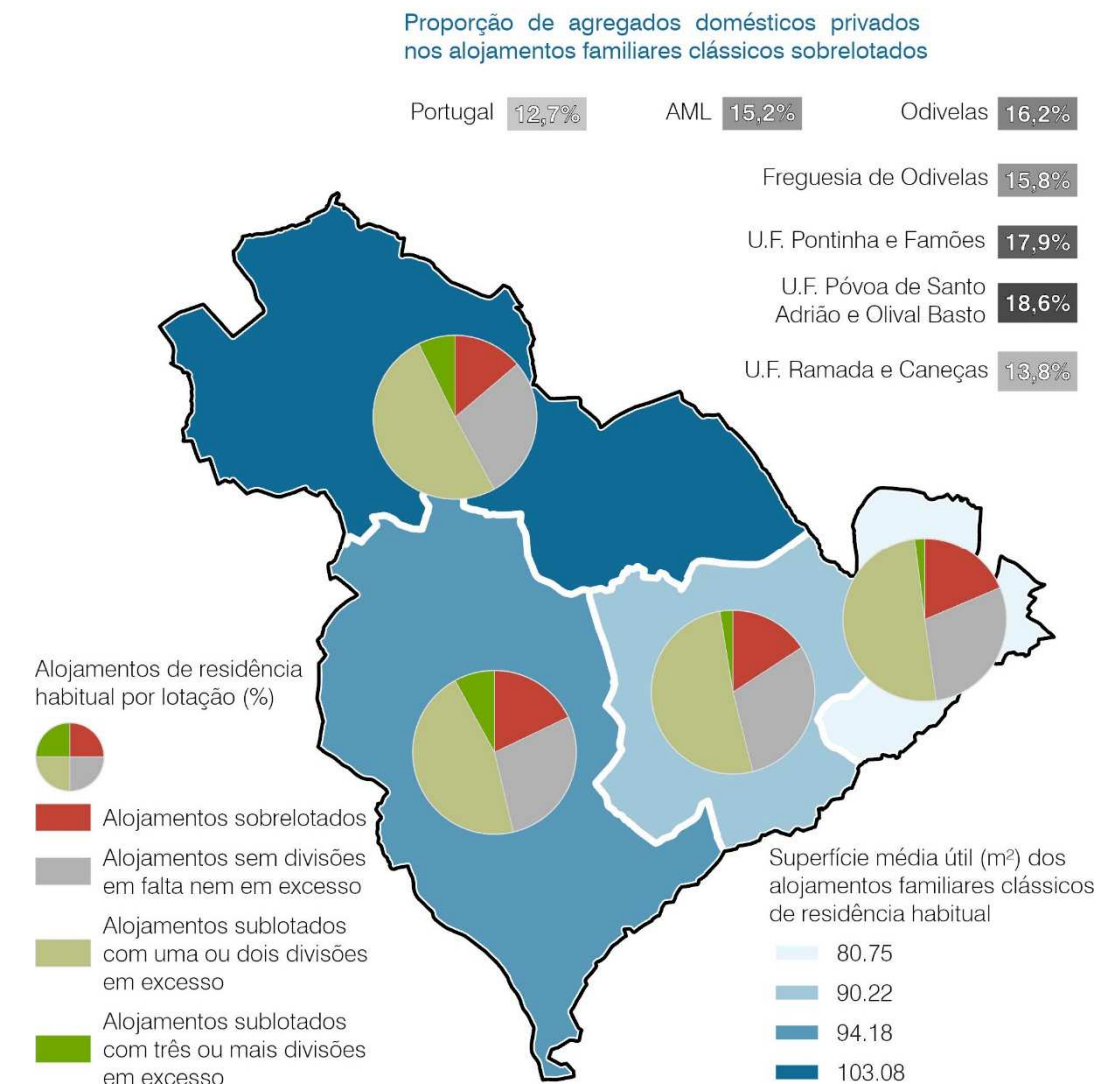 Proporção de agregados domésticos privados
nos alojamentos familiares clássicos sobrelotados
Portugal 12,7%
AML 15,2%
Odivelas 16,2%
Freguesia de Odivelas 15,8%
U.F. Pontinha e Famões 17,9%
U.F. Póvoa de Santo
Adrião e Olival Basto 18,6%
U.F. Ramada e Caneças 13,8%
Alojamentos de residência
habitual por lotação (%)
Alojamentos sobrelotados
Alojamentos sem divisões
em falta nem em excesso
Alojamentos sublotados
com uma ou dois divisões
em excesso
Alojamentos sublotados
com três ou mais divisões
em excesso
Superfície média útil (m²) dos
alojamentos familiares clássicos
de residência habitual
80.75
90.22
94.18
103.08